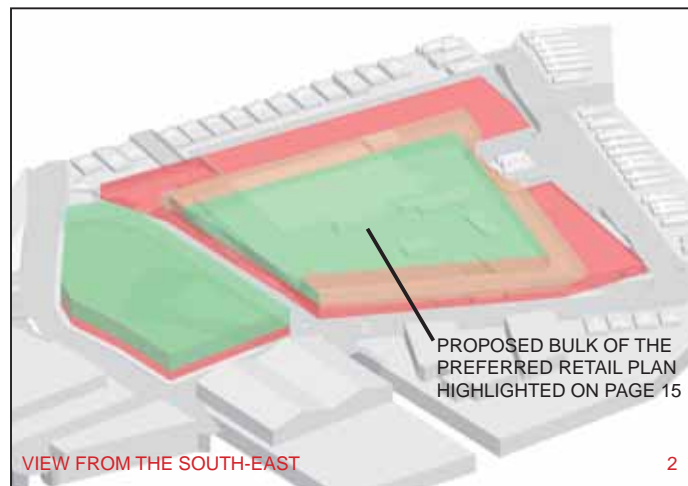 PROPOSED BULK OF THE
PREFERRED RETAIL PLAN
HIGHLIGHTED ON PAGE 15
VIEW FROM THE SOUTH-EAST 2